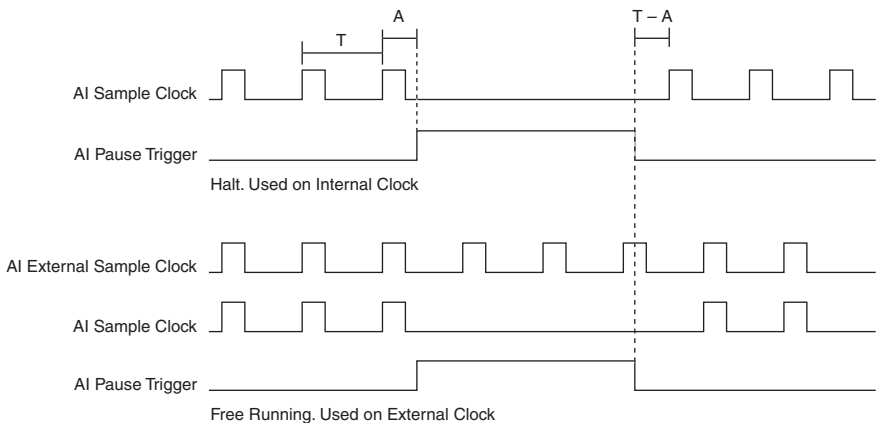 A
T – A
T
AI Sample Clock
AI Pause Trigger
Halt. Used on Internal Clock
AI External Sample Clock
AI Sample Clock
AI Pause Trigger
Free Running. Used on External Clock